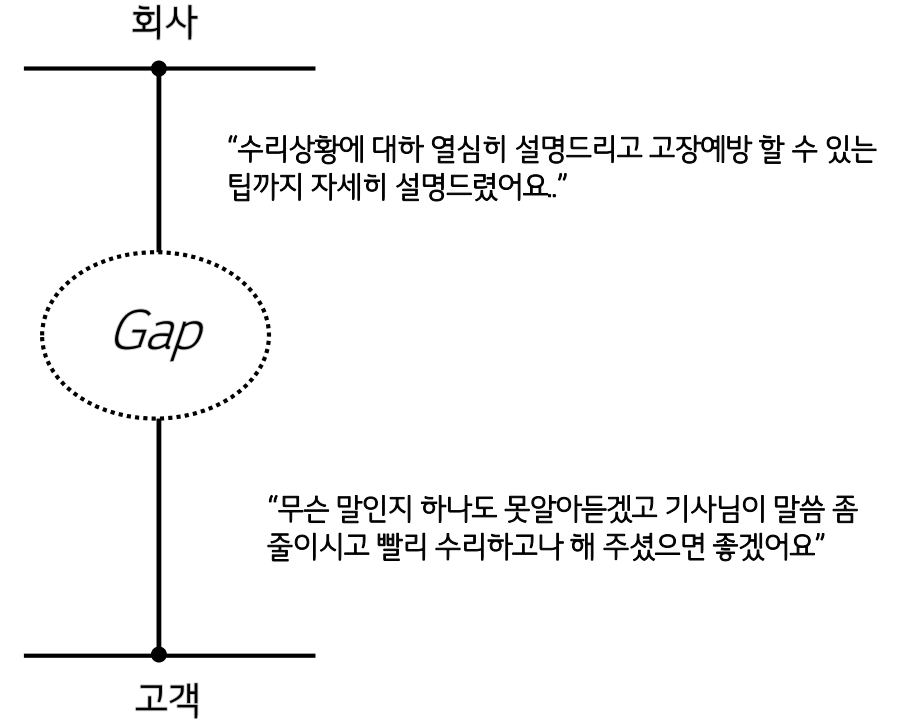 회사
“수리상황에 대하 열심히 설명드리고 고장예방 할 수 있는
팁까지 자세히 설명드렸어요..”
Gap
“무슨 말인지 하나도 못알아듣겠고 기사님이 말씀 좀
줄이시고 빨리 수리하고나 해 주셨으면 좋겠어요”
고객